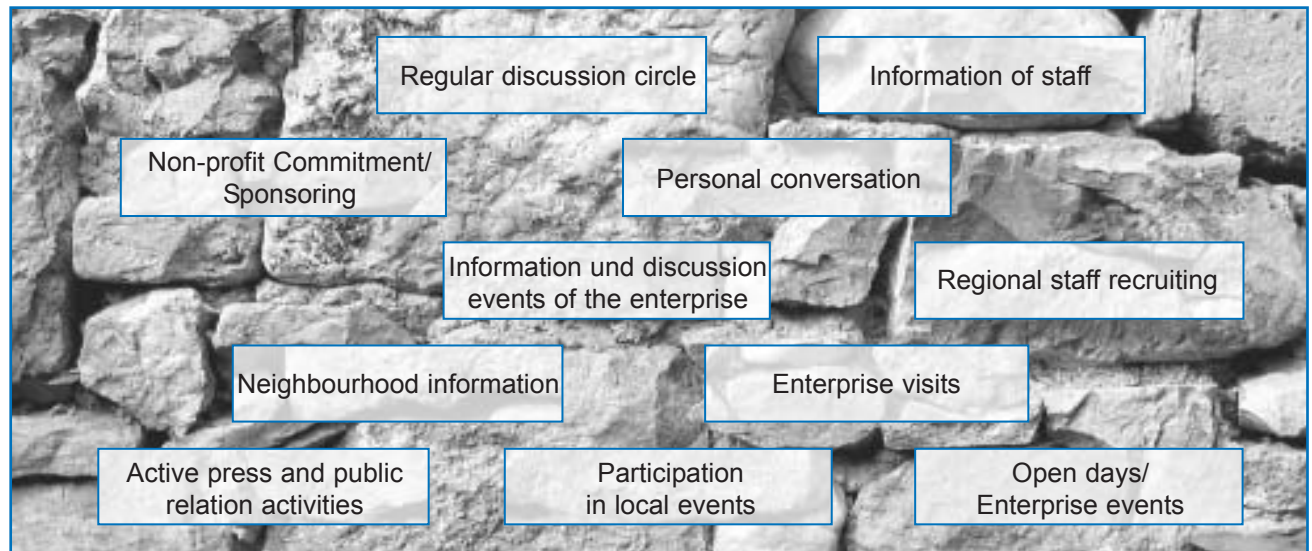 Regular discussion circle
Information of staff
Non-profit Commitment/
Sponsoring
Personal conversation
Information und discussion
events of the enterprise
Regional staff recruiting
Neighbourhood information
Enterprise visits
Active press and public
relation activities
Participation
in local events
Open days/
Enterprise events